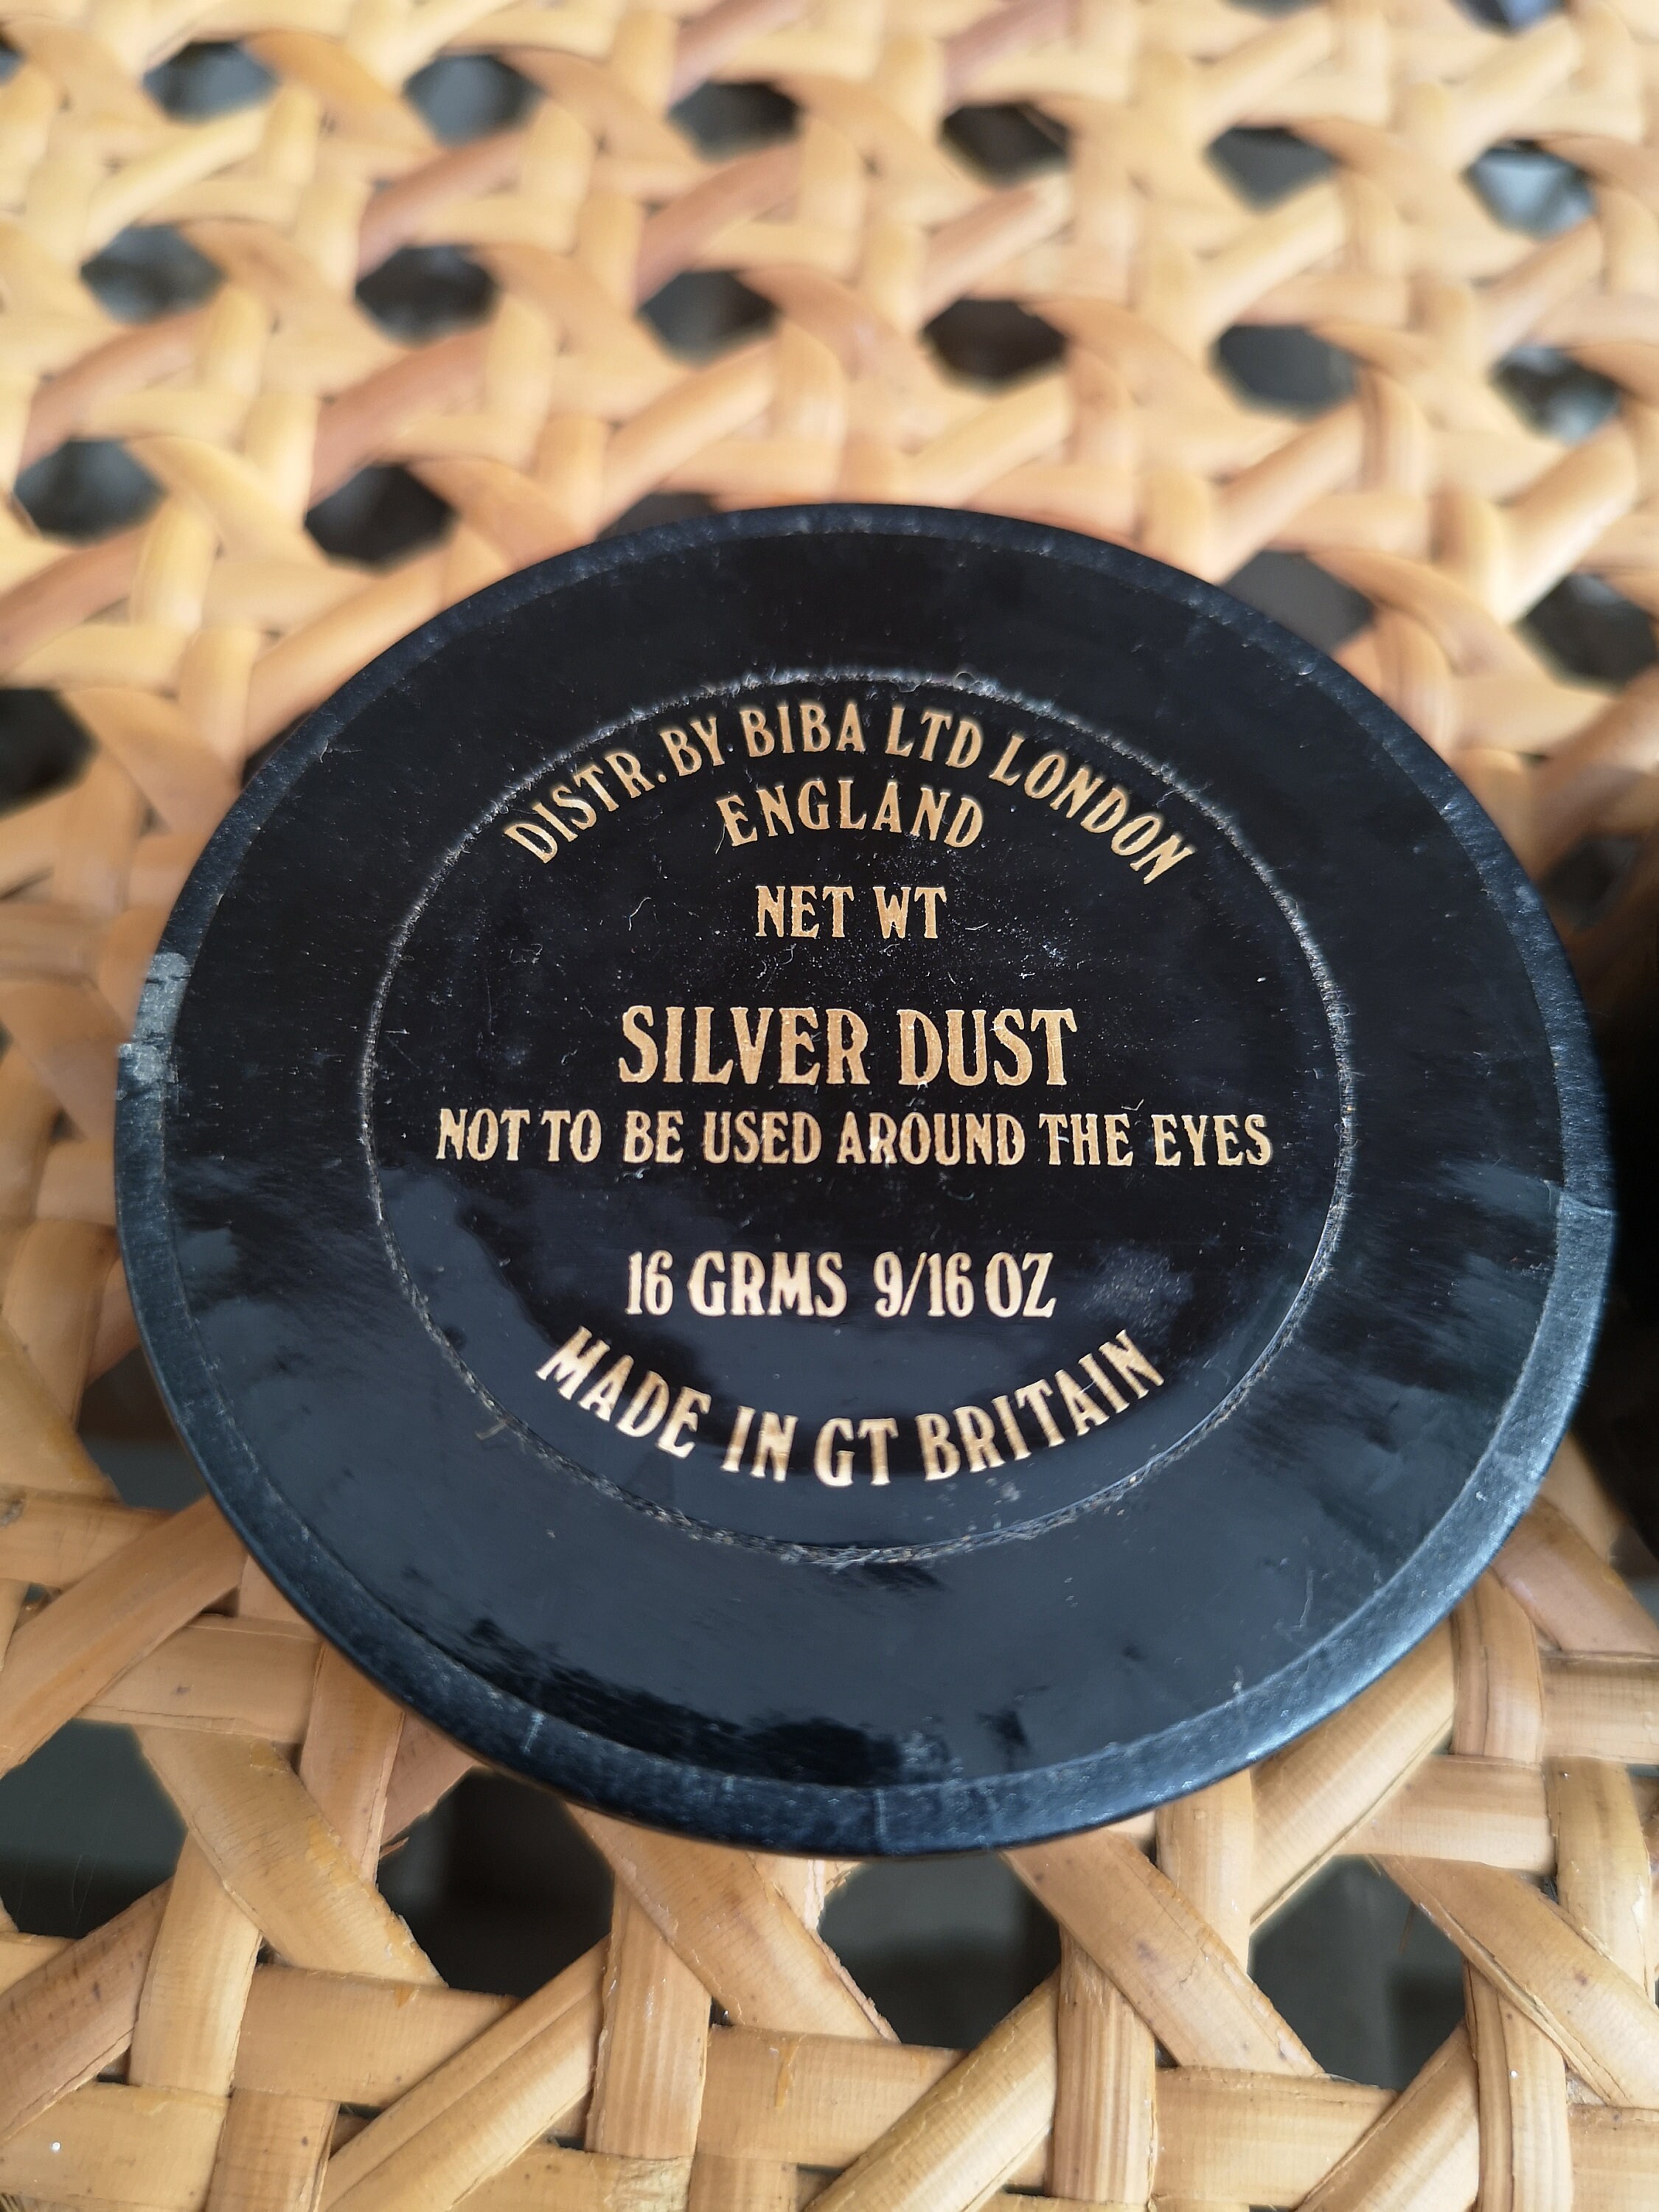 DISTR. BY BIBA LTD LONDON
ENGLAND
NET WT
SILVER DUST
NOT TO BE USED AROUND THE EYES
16 GRMS 9/16 OZ
MADE IN GT BRITAIN